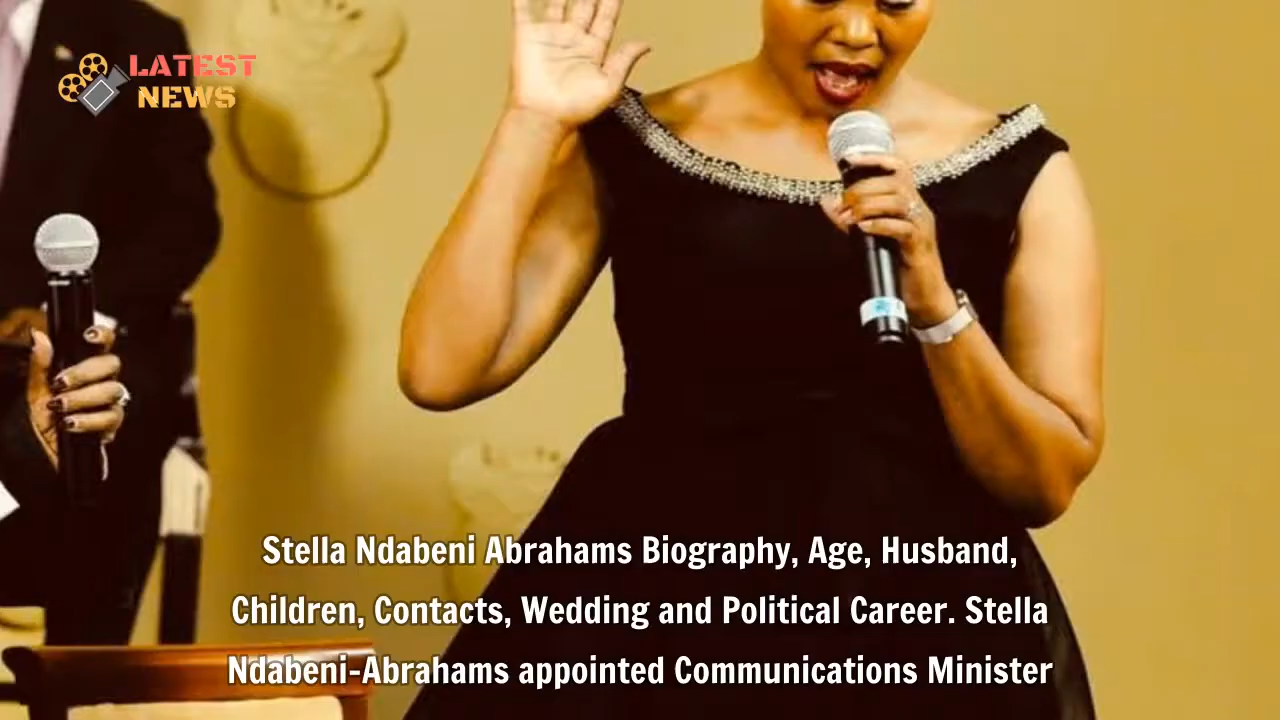 LATEST
NEWS
Stella Ndabeni Abrahams Biography, Age, Husband,
Children, Contacts, Wedding and Political Career. Stella
Ndabeni-Abrahams appointed Communications Minister